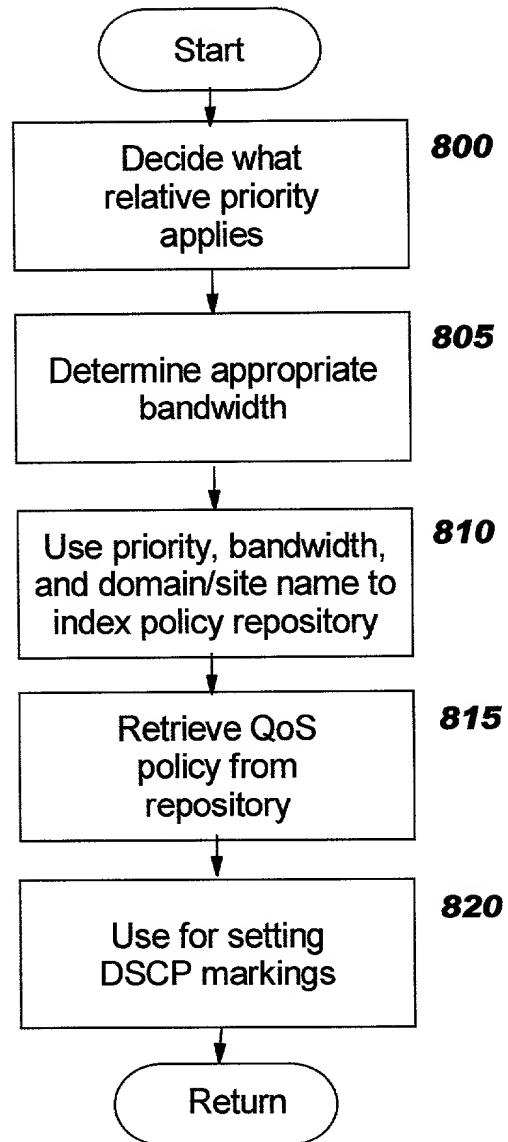 Start
800
Decide what
relative priority
applies
805
Determine appropriate
bandwidth
810
Use priority, bandwidth,
and domain/site name to
index policy repository
815
Retrieve QoS
policy from
repository
820
Use for setting
DSCP markings
Return